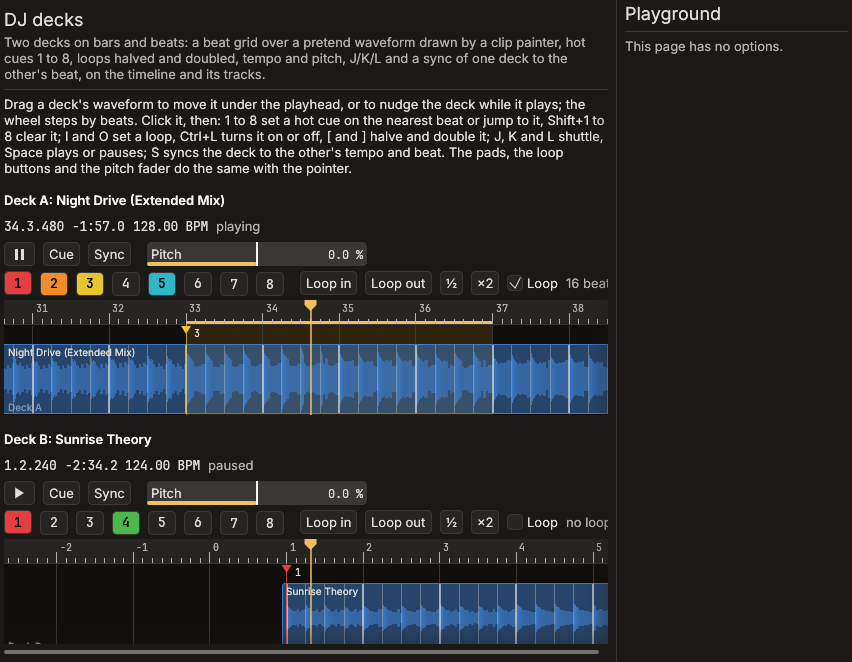 DJ decks
Two decks on bars and beats: a beat grid over a pretend waveform drawn by a clip painter, hot
cues 1 to 8, loops halved and doubled, tempo and pitch, J/K/L and a sync of one deck to the
other's beat, on the timeline and its tracks.
Drag a deck's waveform to move it under the playhead, or to nudge the deck while it plays; the
wheel steps by beats. Click it, then: 1 to 8 set a hot cue on the nearest beat or jump to it, Shift+1 to
8 clear it; I and O set a loop, Ctrl+L turns it on or off, [ and ] halve and double it; J, K and L shuttle,
Space plays or pauses; S syncs the deck to the other's tempo and beat. The pads, the loop
buttons and the pitch fader do the same with the pointer.
Deck A: Night Drive (Extended Mix)
34.3.480 -1:57.0 128.00 BPM playing
Cue Sync Pitch 0.0 %
1 2 3 4 5 6 7 8 Loop in Loop out ½ ×2 Loop 16 beat
31 32 33 34 35 36 37 38
3
Night Drive (Extended Mix)
Deck A
Deck B: Sunrise Theory
1.2.240 -2:34.2 124.00 BPM paused
Cue Sync Pitch 0.0 %
1 2 3 4 5 6 7 8 Loop in Loop out ½ ×2 Loop no loop
-2 -1 0 1 2 3 4 5
1
Sunrise Theory
Playground
This page has no options.